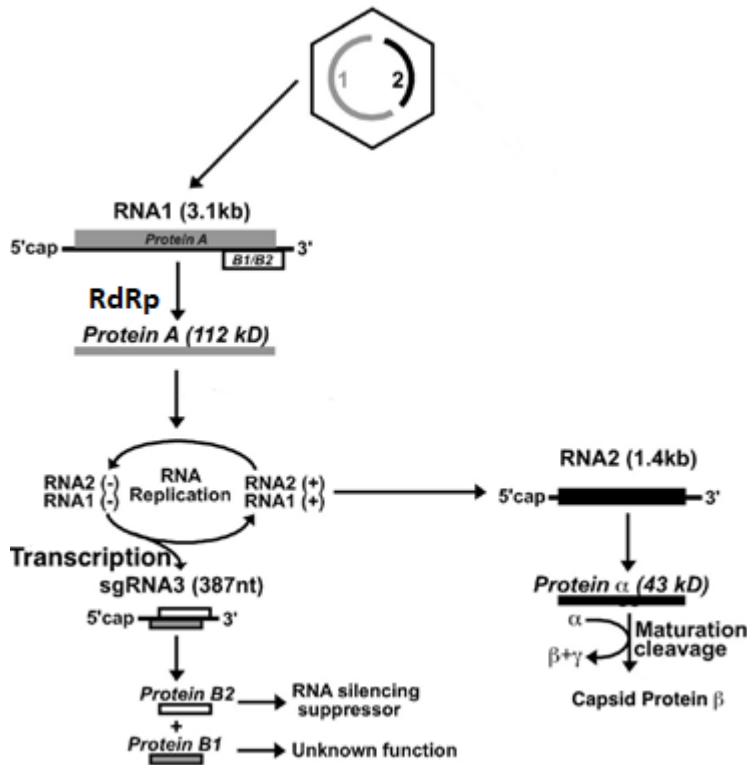 1 2
RNA1 (3.1kb)
Protein A
5'cap 3'
B1/B2
RdRp
Protein A (112 kD)
RNA2 (-) RNA RNA2 (+)
RNA1 (-) Replication RNA1 (+)
Transcription
sgRNA3 (387nt)
5'cap 3'
Protein B2
RNA silencing
suppressor
+
Protein B1
Unknown function
RNA2 (1.4kb)
5'cap 3'
Protein α (43 kD)
α
β+γ
Maturation
cleavage
Capsid Protein β